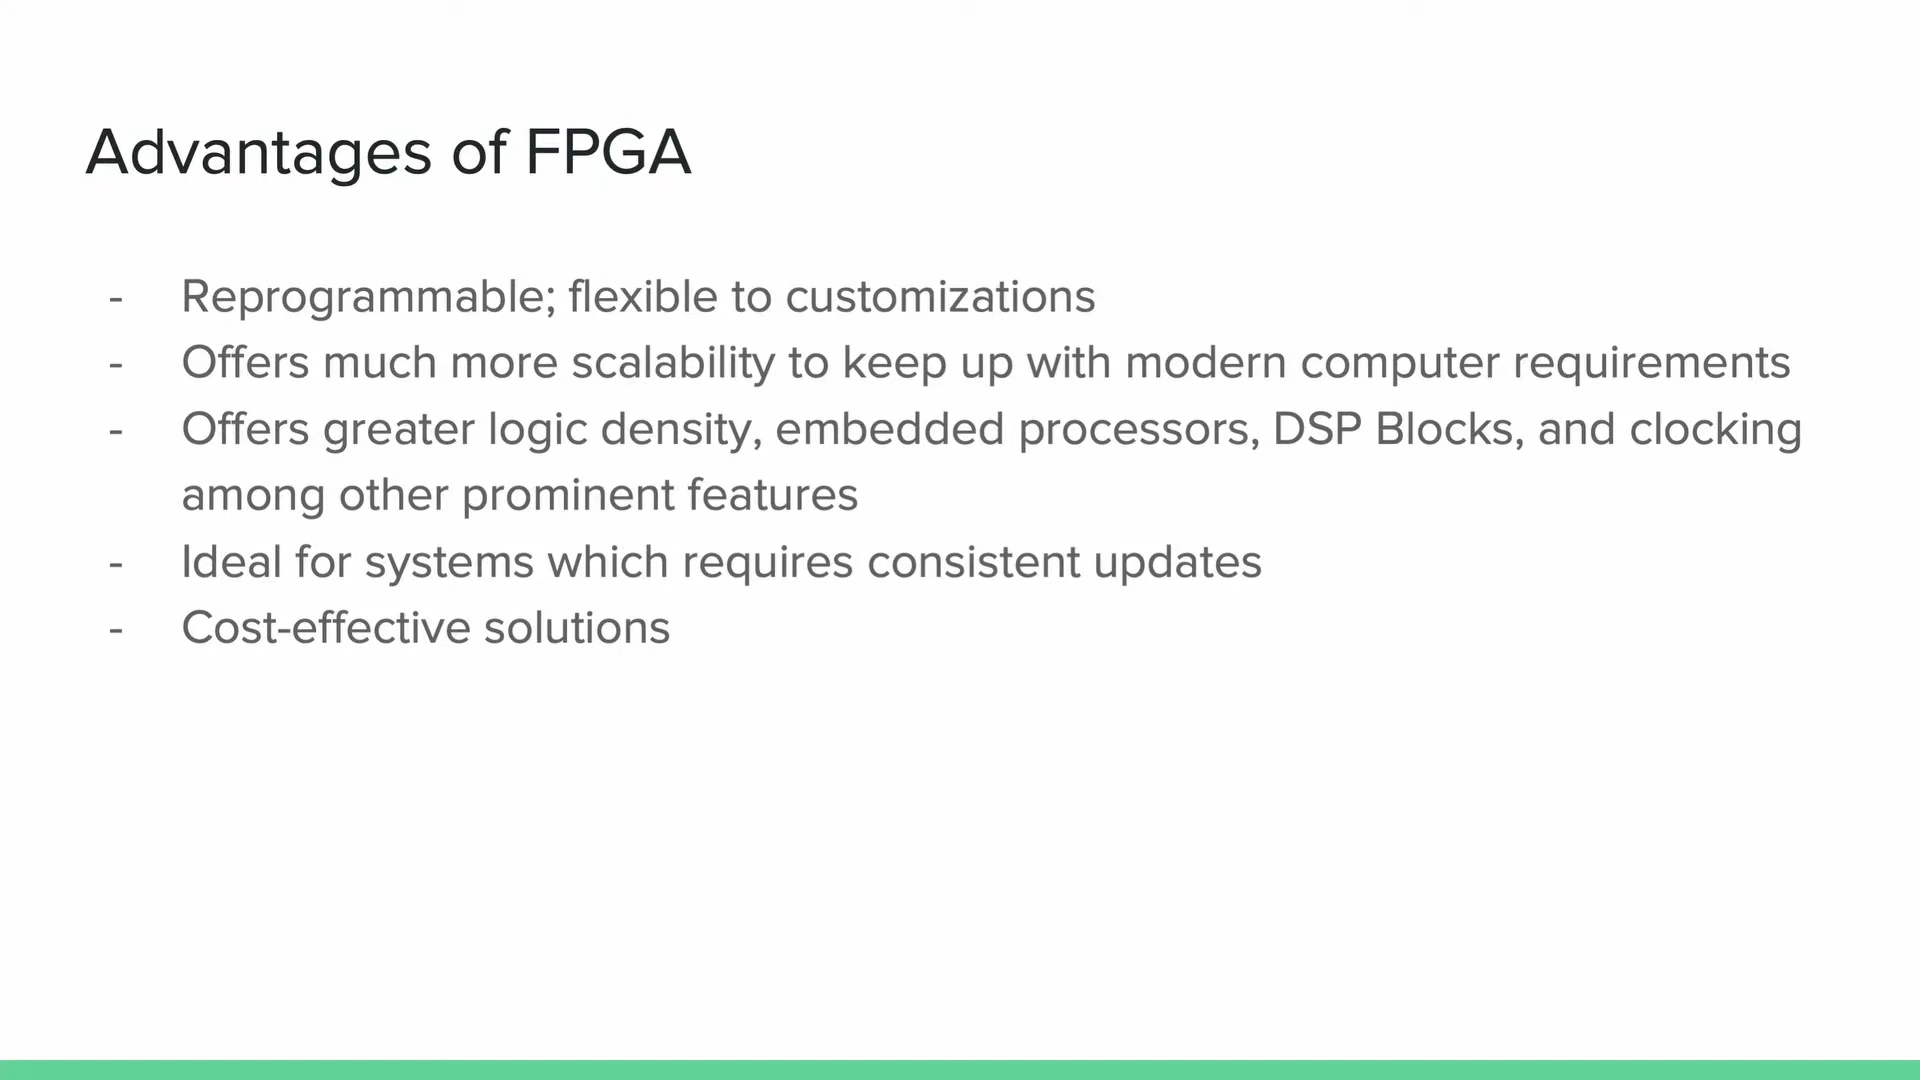 Advantages of FPGA
- Reprogrammable; flexible to customizations
- Offers much more scalability to keep up with modern computer requirements
- Offers greater logic density, embedded processors, DSP Blocks, and clocking
among other prominent features
- Ideal for systems which requires consistent updates
- Cost-effective solutions